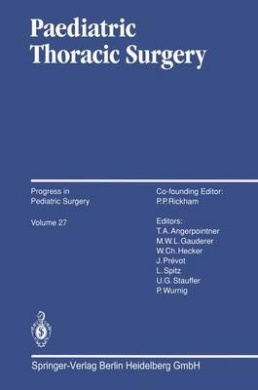 Paediatric
Thoracic Surgery
Progress in
Pediatric Surgery
Volume 27
Co-founding Editor:
P.P.Rickham
Editors:
T. A. Angerpointner
M.W.L. Gauderer
W.Ch. Hecker
J. Prévot
L. Spitz
U.G. Stauffer
P. Wurnig
Springer-Verlag Berlin Heidelberg GmbH